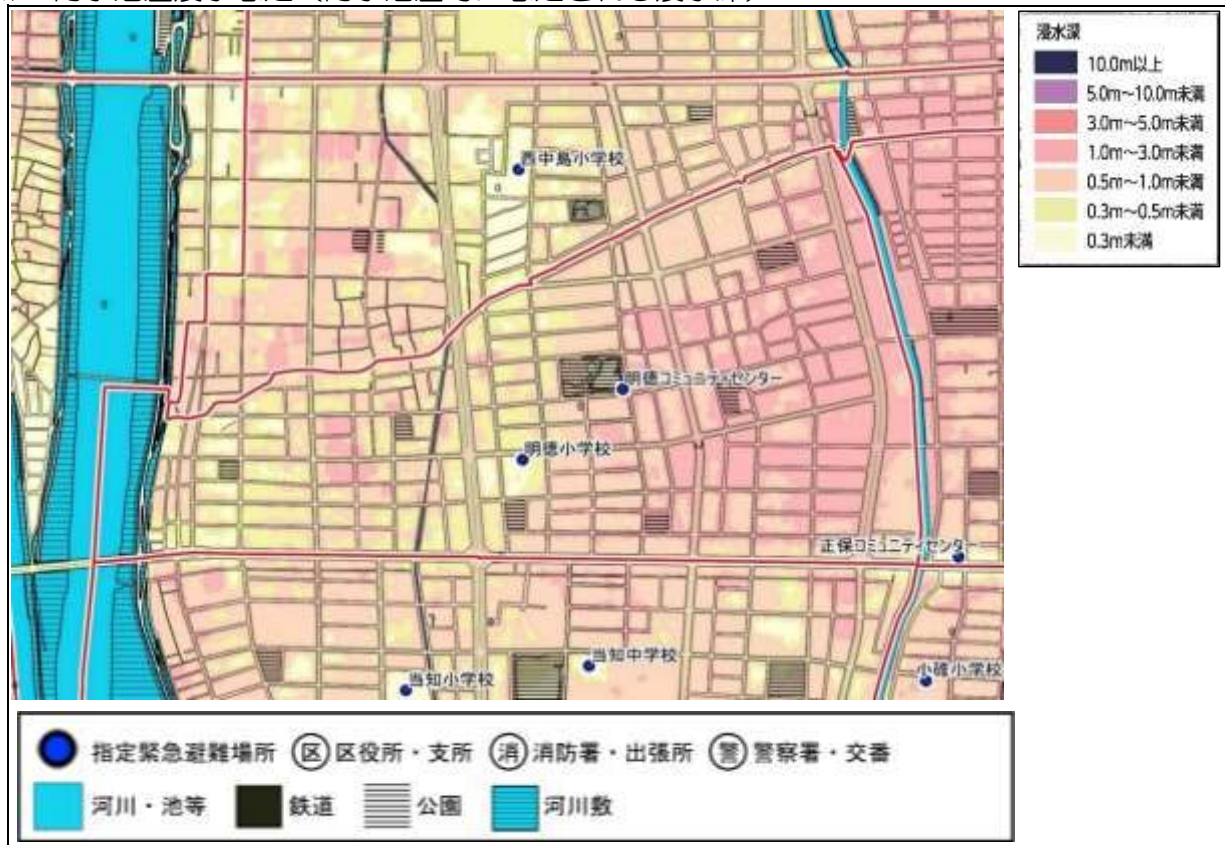 浸水深
10.0m以上
5.0m～10.0m未満
3.0m～5.0m未満
1.0m～3.0m未満
0.5m～1.0m未満
0.3m～0.5m未満
0.3m未満
西中島小学校
明徳コミュニティセンター
明徳小学校
正保コミュニティセンター
当知中学校
当知小学校
小碓小学校
指定緊急避難場所 区 区役所・支所 消 消防署・出張所 警 警察署・交番
河川・池等 鉄道 公園 河川敷